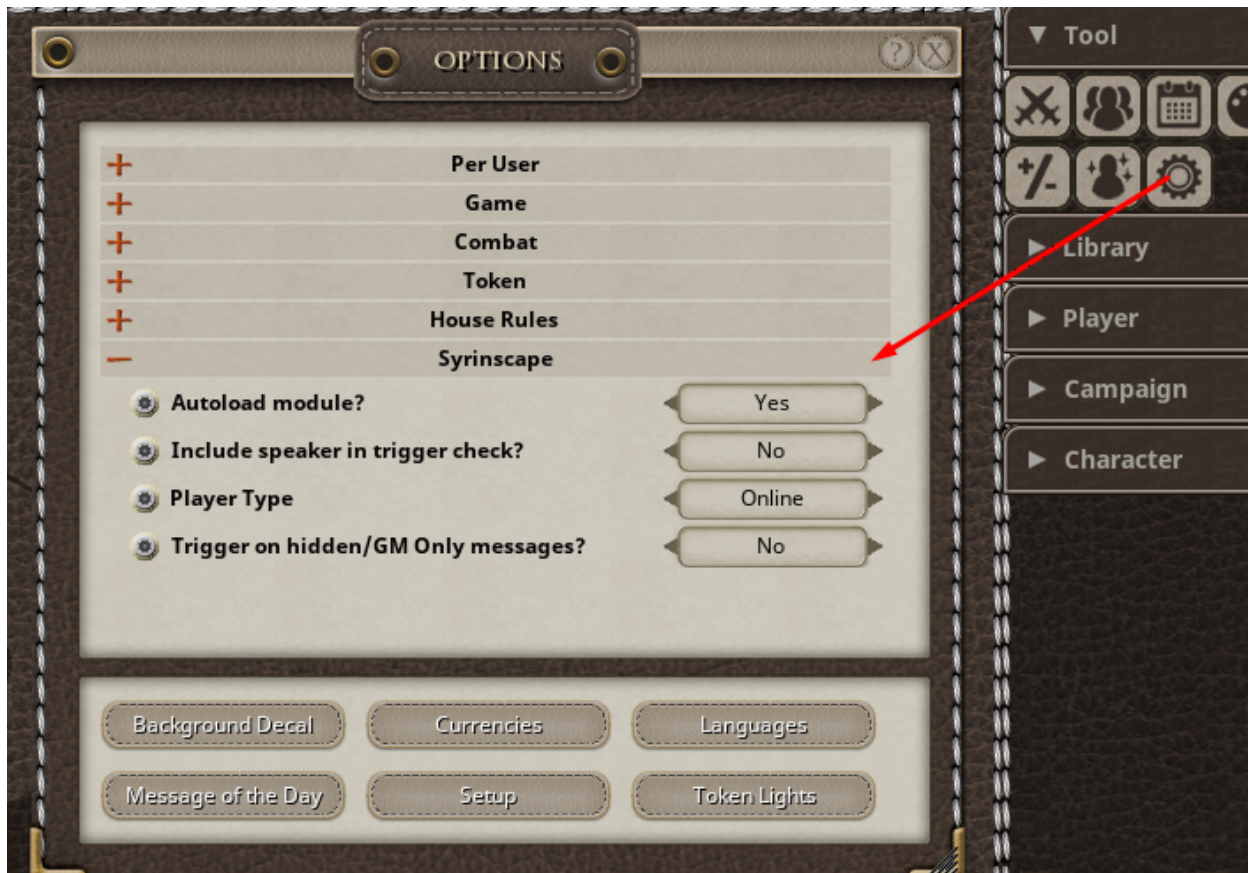 OPTIONS
? X
Per User
Game
Combat
Token
House Rules
Syrinscape
Autoload module? Yes
Include speaker in trigger check? No
Player Type Online
Trigger on hidden/GM Only messages? No
Background Decal Currencies Languages
Message of the Day Setup Token Lights
Tool
+/-
Library
Player
Campaign
Character